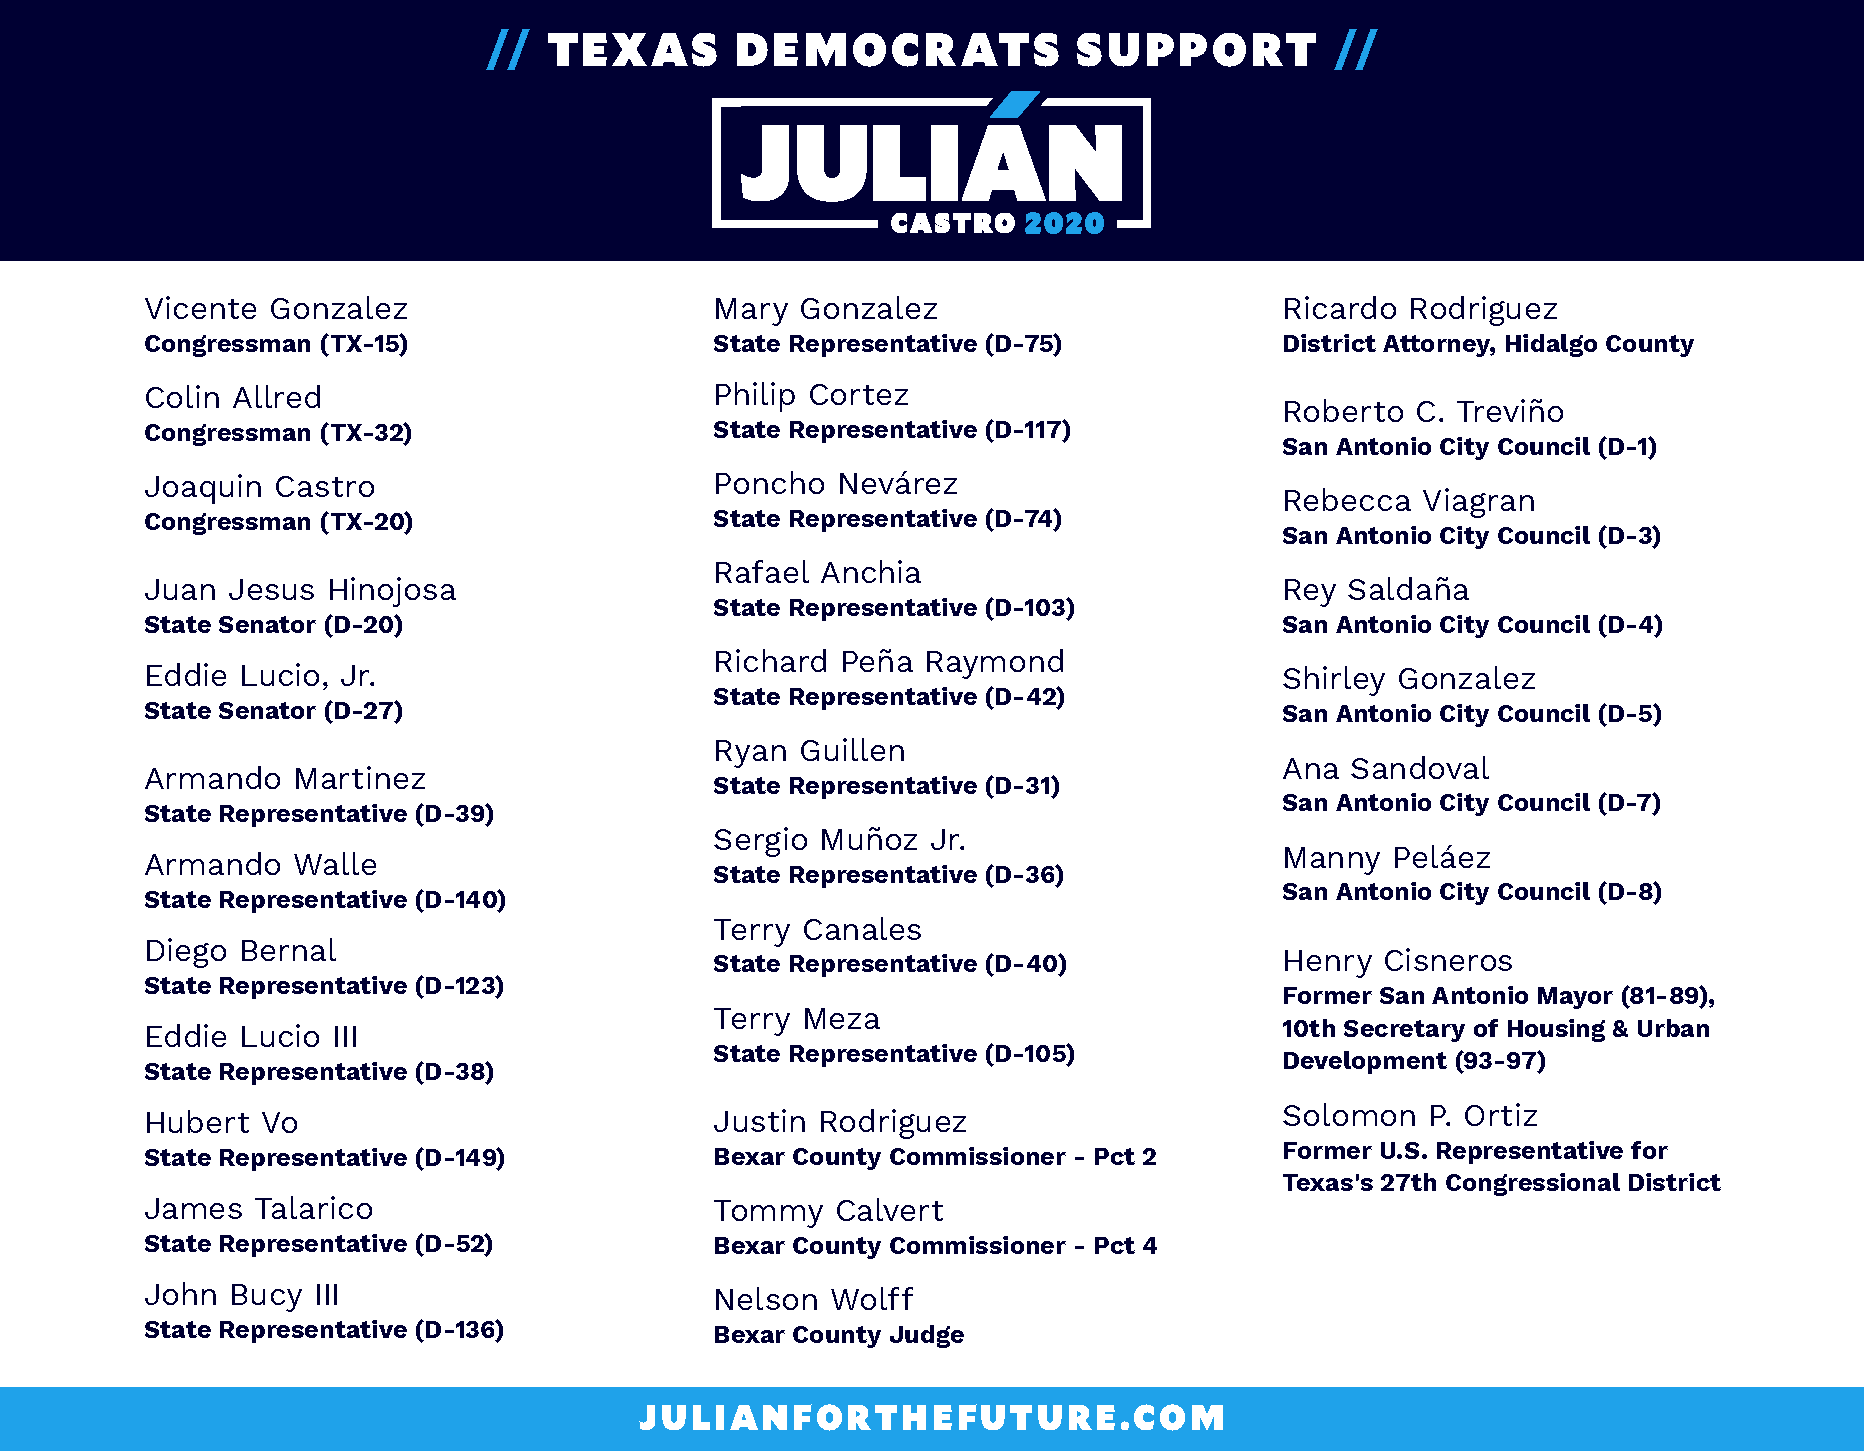 // TEXAS DEMOCRATS SUPPORT //
JULIÁN
CASTRO 2020
Vicente Gonzalez
Congressman (TX-15)
Colin Allred
Congressman (TX-32)
Joaquin Castro
Congressman (TX-20)
Juan Jesus Hinojosa
State Senator (D-20)
Eddie Lucio, Jr.
State Senator (D-27)
Armando Martinez
State Representative (D-39)
Armando Walle
State Representative (D-140)
Diego Bernal
State Representative (D-123)
Eddie Lucio III
State Representative (D-38)
Hubert Vo
State Representative (D-149)
James Talarico
State Representative (D-52)
John Bucy III
State Representative (D-136)
Mary Gonzalez
State Representative (D-75)
Philip Cortez
State Representative (D-117)
Poncho Nevárez
State Representative (D-74)
Rafael Anchia
State Representative (D-103)
Richard Peña Raymond
State Representative (D-42)
Ryan Guillen
State Representative (D-31)
Sergio Muñoz Jr.
State Representative (D-36)
Terry Canales
State Representative (D-40)
Terry Meza
State Representative (D-105)
Justin Rodriguez
Bexar County Commissioner - Pct 2
Tommy Calvert
Bexar County Commissioner - Pct 4
Nelson Wolff
Bexar County Judge
Ricardo Rodriguez
District Attorney, Hidalgo County
Roberto C. Treviño
San Antonio City Council (D-1)
Rebecca Viagran
San Antonio City Council (D-3)
Rey Saldaña
San Antonio City Council (D-4)
Shirley Gonzalez
San Antonio City Council (D-5)
Ana Sandoval
San Antonio City Council (D-7)
Manny Peláez
San Antonio City Council (D-8)
Henry Cisneros
Former San Antonio Mayor (81-89),
10th Secretary of Housing & Urban
Development (93-97)
Solomon P. Ortiz
Former U.S. Representative for
Texas's 27th Congressional District
JULIANFORTHEFUTURE.COM